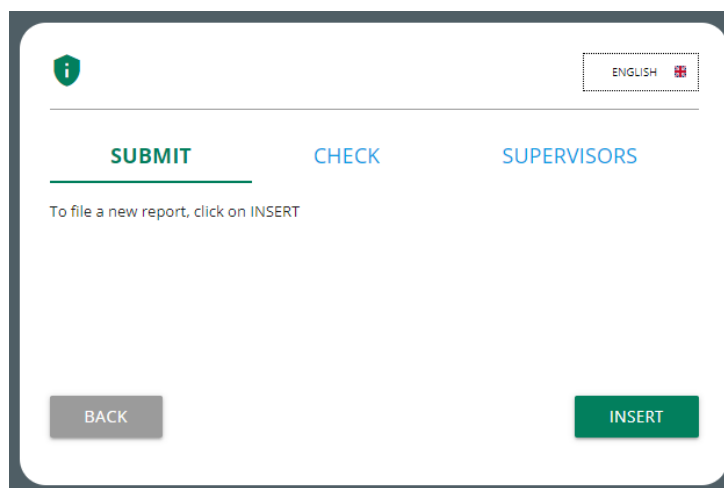 ENGLISH
SUBMIT CHECK SUPERVISORS
To file a new report, click on INSERT
BACK INSERT